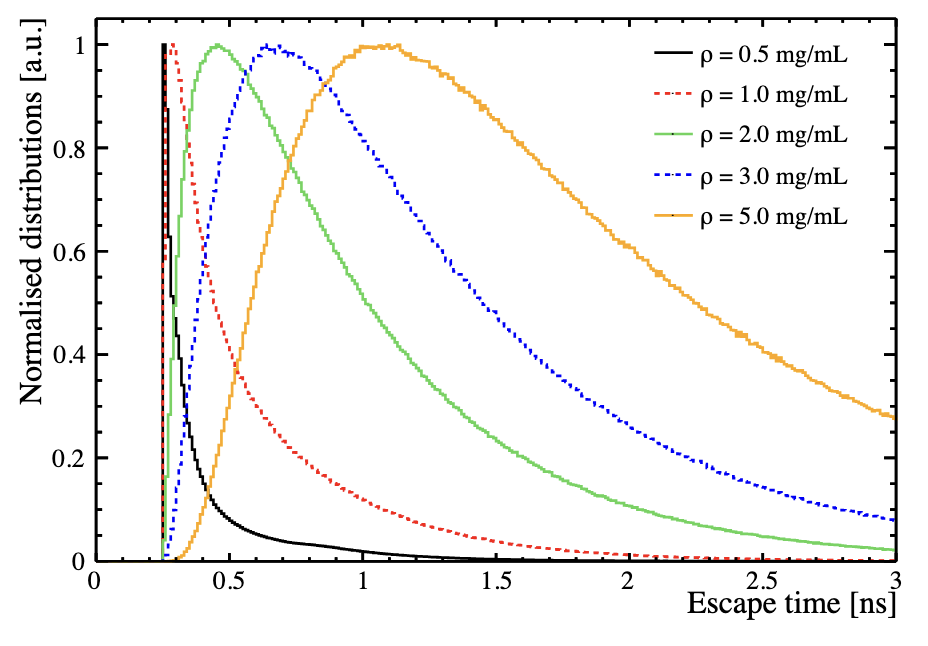 Normalised distributions [a.u.]
1
0.8
0.6
0.4
0.2
0
ρ = 0.5 mg/mL
ρ = 1.0 mg/mL
ρ = 2.0 mg/mL
ρ = 3.0 mg/mL
ρ = 5.0 mg/mL
0 0.5 1 1.5 2 2.5 3
Escape time [ns]